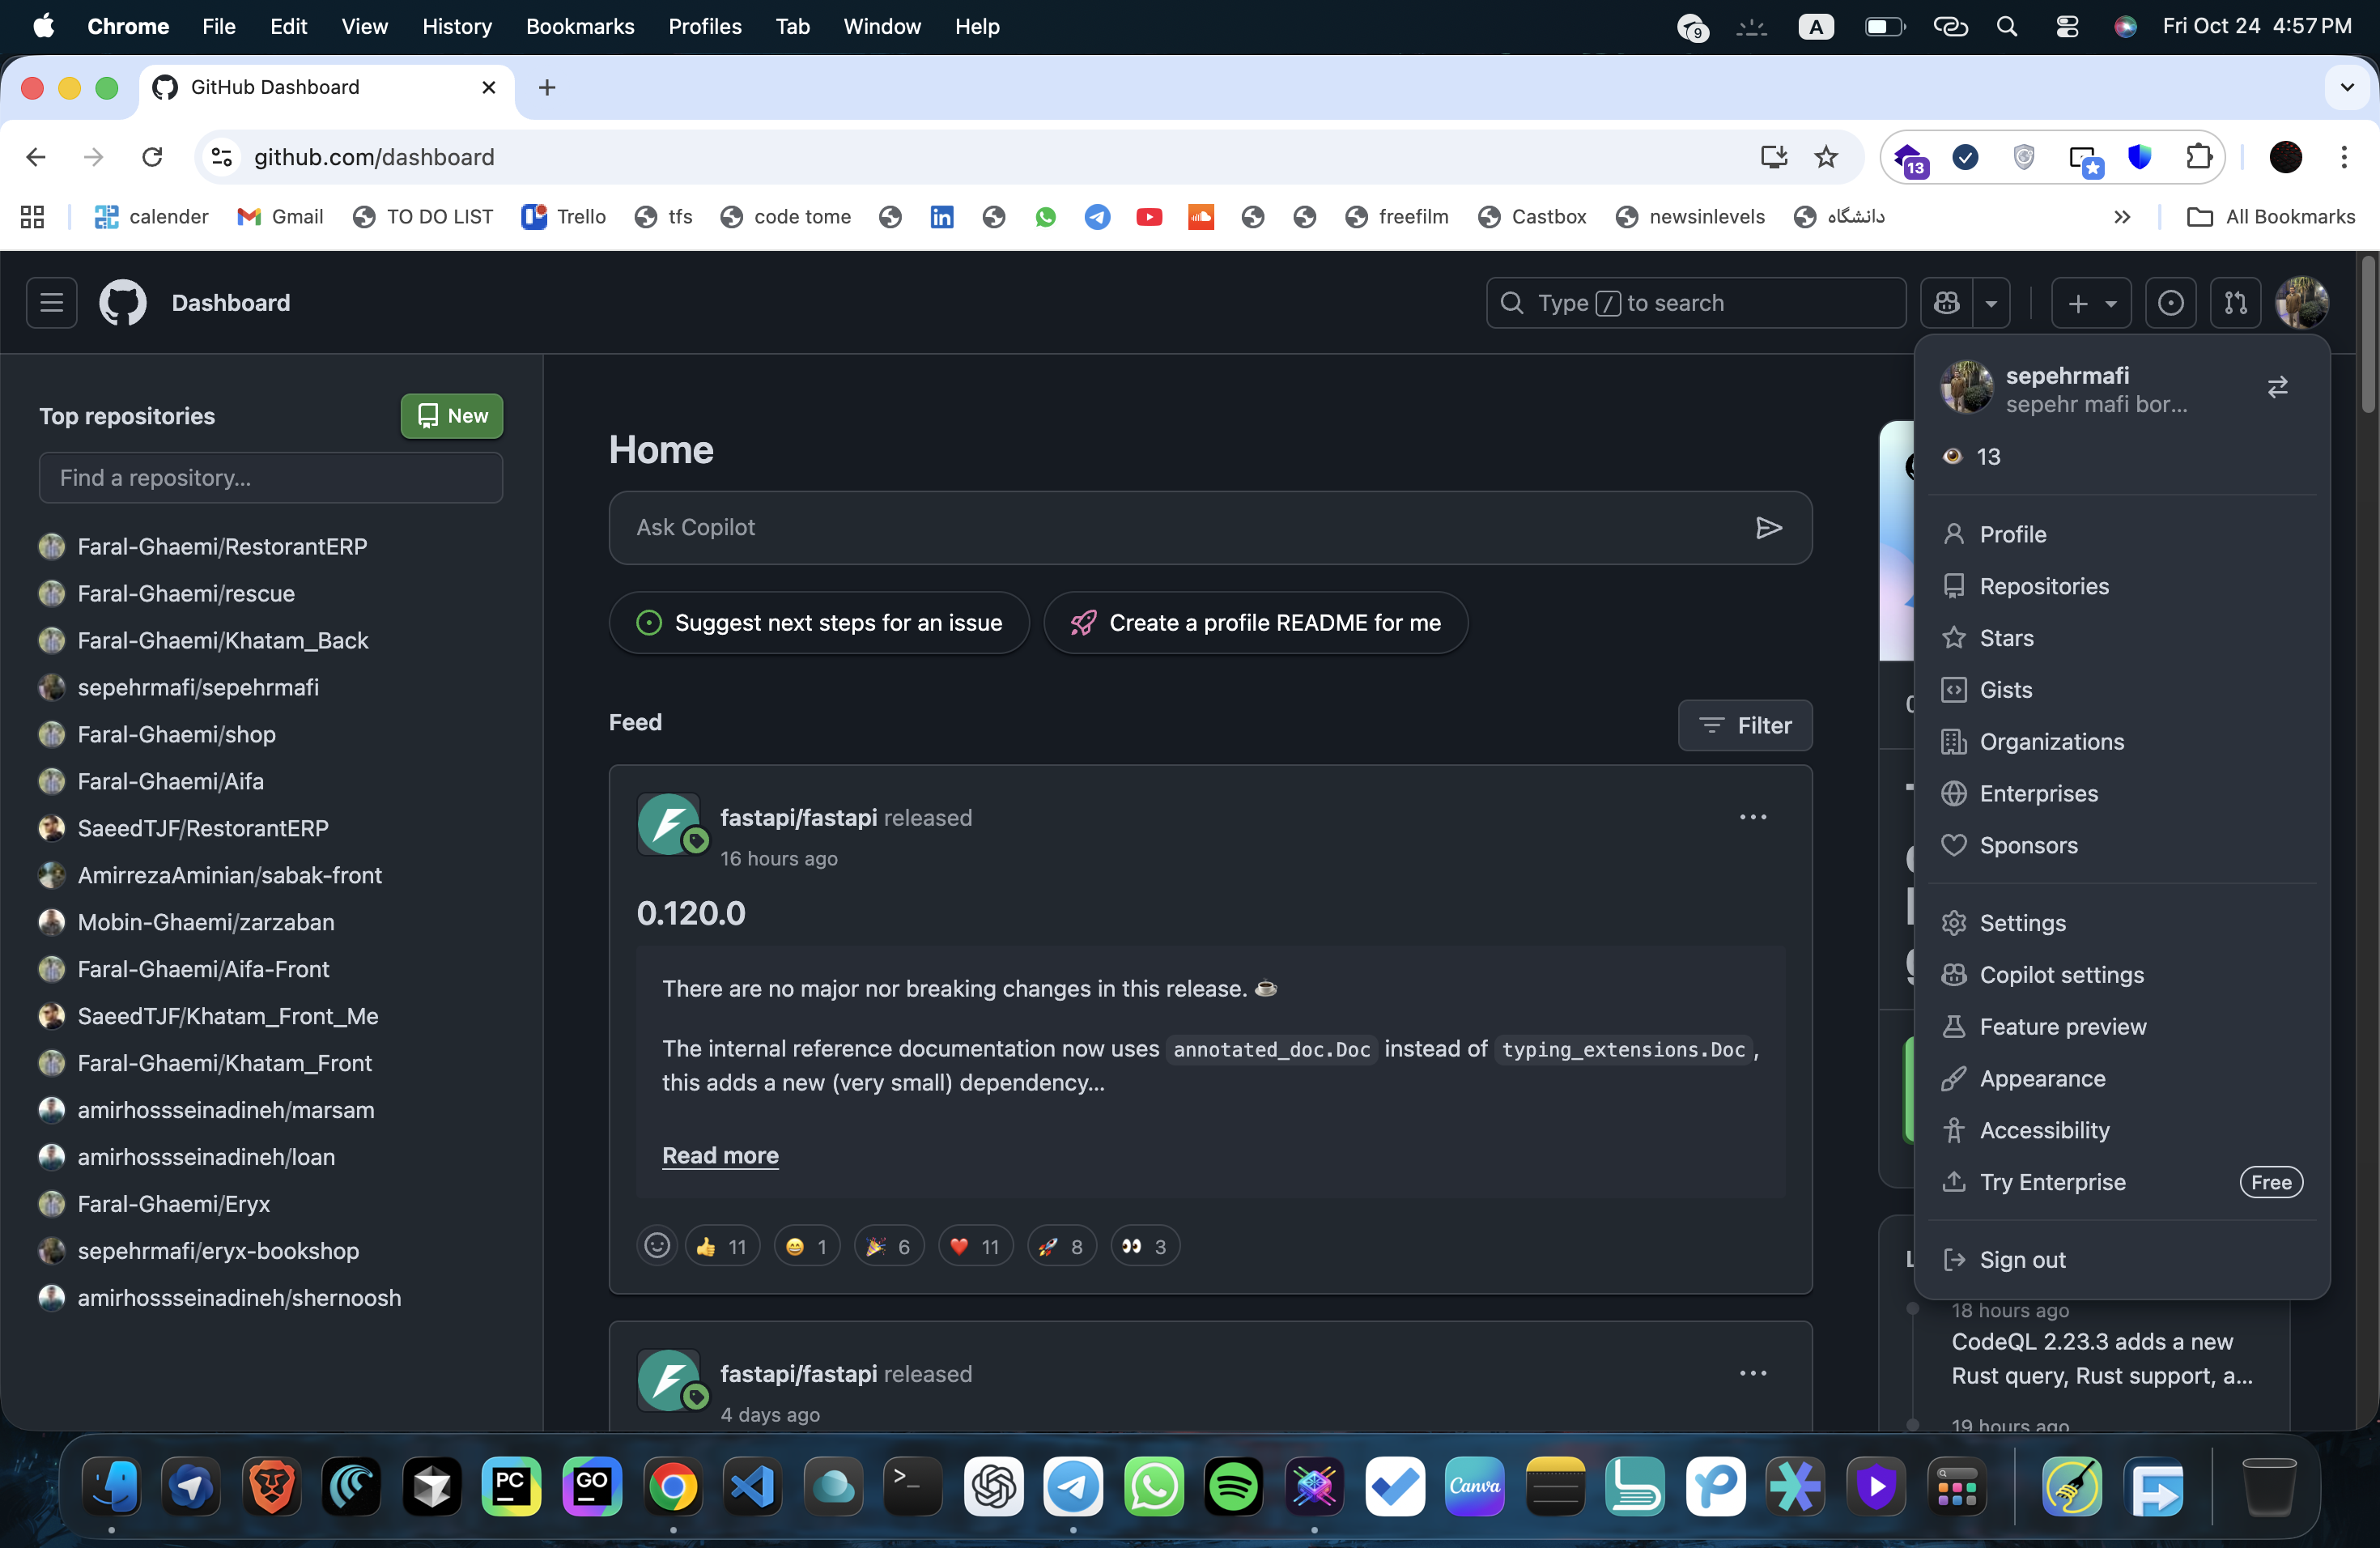 Chrome File Edit View History Bookmarks Profiles Tab Window Help 9 A Fri Oct 24 4:57 PM
GitHub Dashboard
github.com/dashboard 13
calender Gmail TO DO LIST Trello tfs code tome freefilm Castbox newsinlevels دانشگاه All Bookmarks
Dashboard
Type / to search
Top repositories
New
Find a repository...
Faral-Ghaemi/RestorantERP
Faral-Ghaemi/rescue
Faral-Ghaemi/Khatam_Back
sepehrmafi/sepehrmafi
Faral-Ghaemi/shop
Faral-Ghaemi/Aifa
SaeedTJF/RestorantERP
AmirrezaAminian/sabak-front
Mobin-Ghaemi/zarzaban
Faral-Ghaemi/Aifa-Front
SaeedTJF/Khatam_Front_Me
Faral-Ghaemi/Khatam_Front
amirhossseinadineh/marsam
amirhossseinadineh/loan
Faral-Ghaemi/Eryx
sepehrmafi/eryx-bookshop
amirhossseinadineh/shernoosh
Home
Ask Copilot
Suggest next steps for an issue
Create a profile README for me
Feed
Filter
fastapi/fastapi released
16 hours ago
0.120.0
There are no major nor breaking changes in this release. ☕
The internal reference documentation now uses annotated_doc.Doc instead of typing_extensions.Doc,
this adds a new (very small) dependency...
Read more
👍 11 😄 1 🎉 6 ❤️ 11 🚀 8 👀 3
fastapi/fastapi released
4 days ago
sepehrmafi
sepehr mafi bor...
👁️ 13
Profile
Repositories
Stars
Gists
Organizations
Enterprises
Sponsors
Settings
Copilot settings
Feature preview
Appearance
Accessibility
Try Enterprise Free
Sign out
18 hours ago
CodeQL 2.23.3 adds a new
Rust query, Rust support, a...
19 hours ago
PC GO Canva